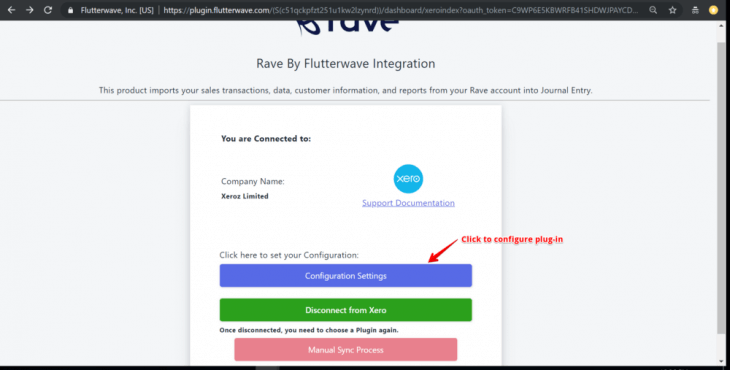 Flutterwave, Inc. [US] | https://plugin.flutterwave.com/(S(c51qckpfzt251u1kw2lzynrd))/dashboard/xeroindex?oauth_token=C9WP6E5KBWRFB41SHDWJPAYCD...
rave
Rave By Flutterwave Integration
This product imports your sales transactions, data, customer information, and reports from your Rave account into Journal Entry.
You are Connected to:
Company Name:
Xeroz Limited
xero
Support Documentation
Click to configure plug-in
Click here to set your Configuration:
Configuration Settings
Disconnect from Xero
Once disconnected, you need to choose a Plugin again.
Manual Sync Process